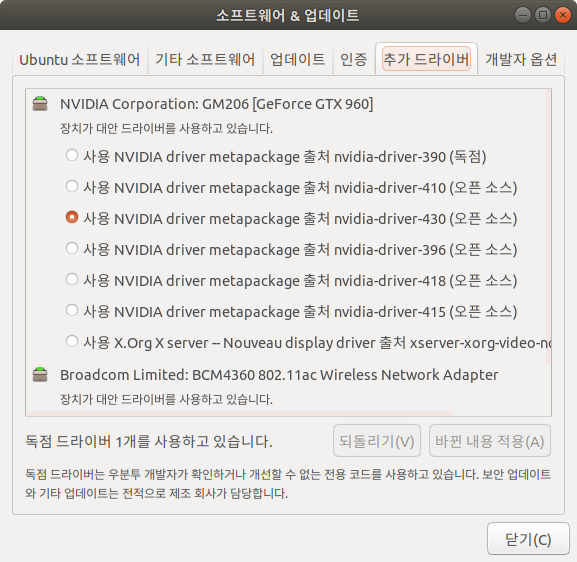 소프트웨어 & 업데이트
Ubuntu 소프트웨어 기타 소프트웨어 업데이트 인증 추가 드라이버 개발자 옵션
NVIDIA Corporation: GM206 [GeForce GTX 960]
장치가 대안 드라이버를 사용하고 있습니다.
사용 NVIDIA driver metapackage 출처 nvidia-driver-390 (독점)
사용 NVIDIA driver metapackage 출처 nvidia-driver-410 (오픈 소스)
사용 NVIDIA driver metapackage 출처 nvidia-driver-430 (오픈 소스)
사용 NVIDIA driver metapackage 출처 nvidia-driver-396 (오픈 소스)
사용 NVIDIA driver metapackage 출처 nvidia-driver-418 (오픈 소스)
사용 NVIDIA driver metapackage 출처 nvidia-driver-415 (오픈 소스)
사용 X.Org X server -- Nouveau display driver 출처 xserver-xorg-video-no
Broadcom Limited: BCM4360 802.11ac Wireless Network Adapter
장치가 대안 드라이버를 사용하고 있습니다.
독점 드라이버 1개를 사용하고 있습니다. 되돌리기(V) 바뀐 내용 적용(A)
독점 드라이버는 우분투 개발자가 확인하거나 개선할 수 없는 전용 코드를 사용하고 있습니다. 보안 업데이트
와 기타 업데이트는 전적으로 제조 회사가 담당합니다.
닫기(C)